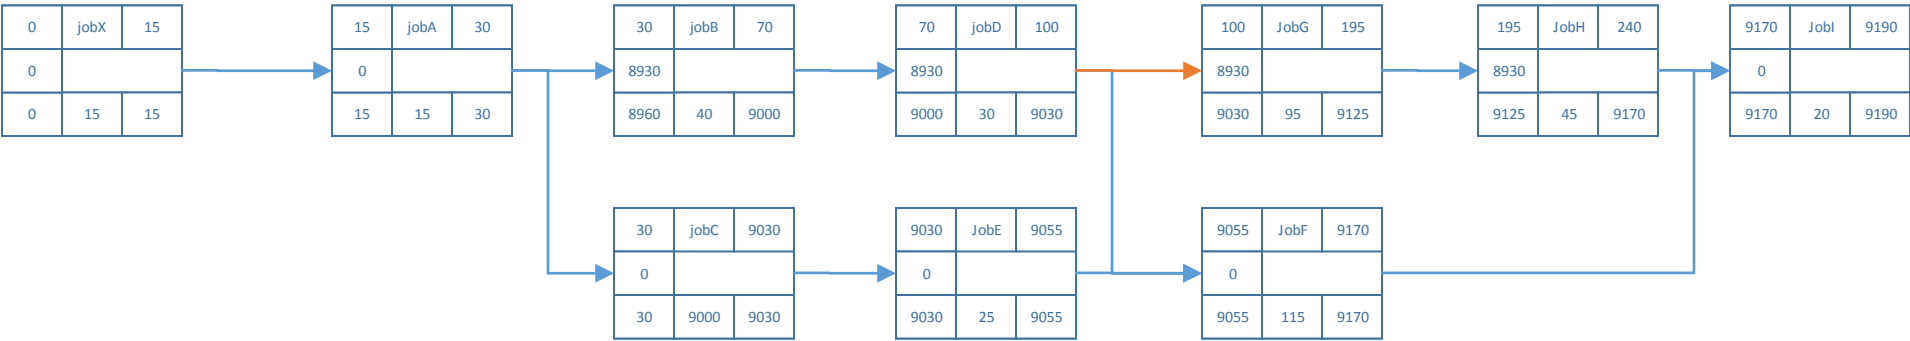 0 jobX 15
0
0 15 15
15 jobA 30
0
15 15 30
30 jobB 70
8930
8960 40 9000
70 jobD 100
8930
9000 30 9030
100 JobG 195
8930
9030 95 9125
195 JobH 240
8930
9125 45 9170
9170 JobI 9190
0
9170 20 9190
30 jobC 9030
0
30 9000 9030
9030 JobE 9055
0
9030 25 9055
9055 JobF 9170
0
9055 115 9170